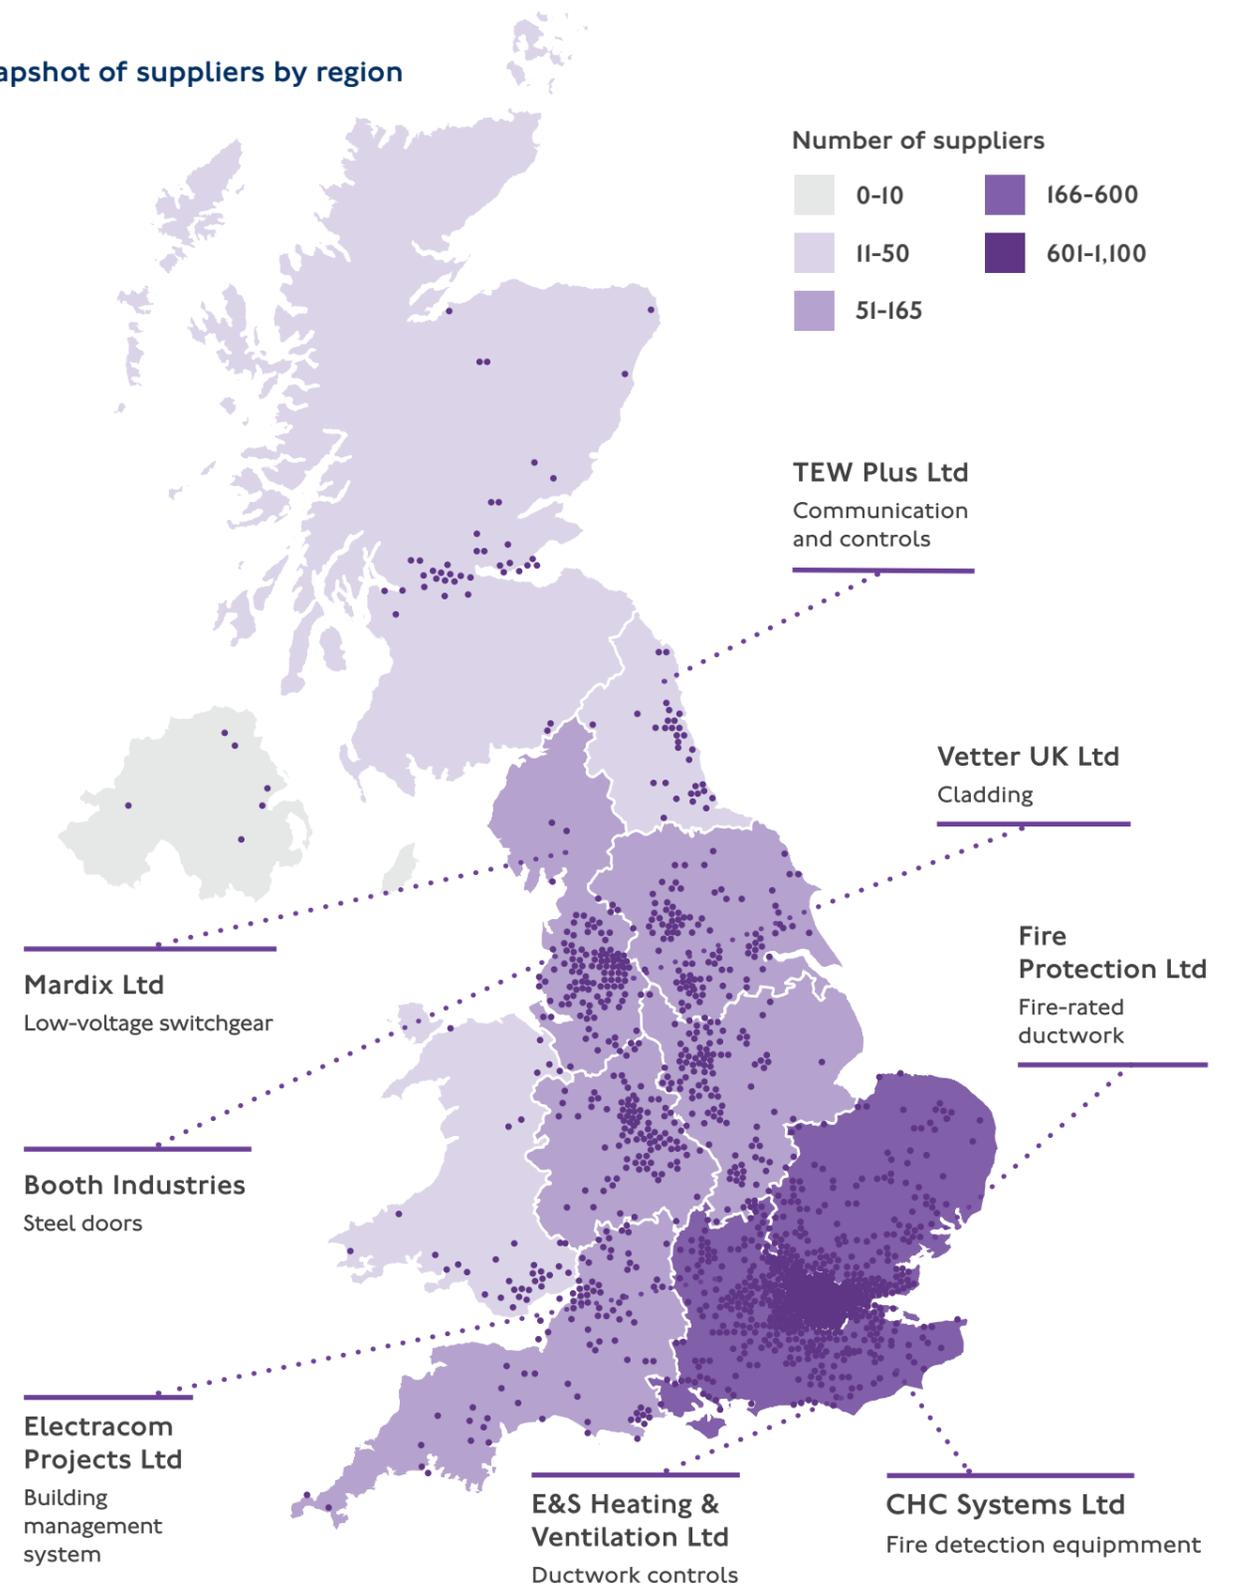 apshot of suppliers by region
Number of suppliers
0-10
166-600
11-50
601-1,100
51-165
TEW Plus Ltd
Communication
and controls
Vetter UK Ltd
Cladding
Fire
Protection Ltd
Fire-rated
ductwork
Mardix Ltd
Low-voltage switchgear
Booth Industries
Steel doors
Electracom
Projects Ltd
Building
management
system
E&S Heating &
Ventilation Ltd
Ductwork controls
CHC Systems Ltd
Fire detection equipmment